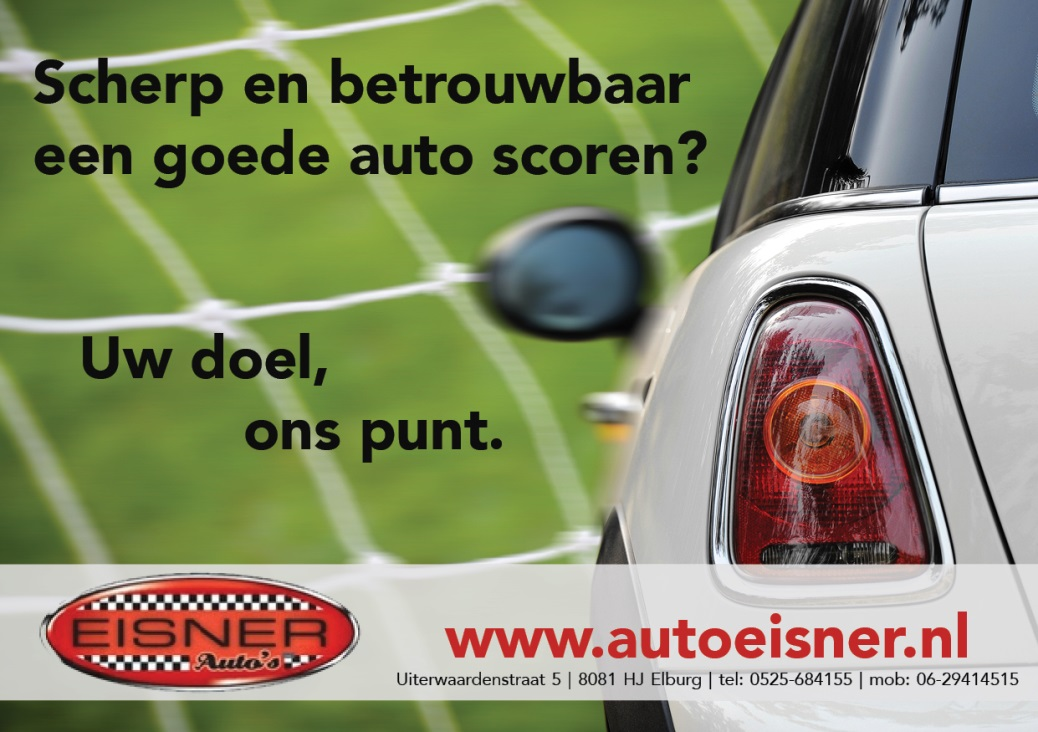 Scherp en betrouwbaar
een goede auto scoren?
Uw doel,
ons punt.
EISNER
Auto's
www.autoeisner.nl
Uiterwaardenstraat 5 | 8081 HJ Elburg | tel: 0525-684155 | mob: 06-29414515